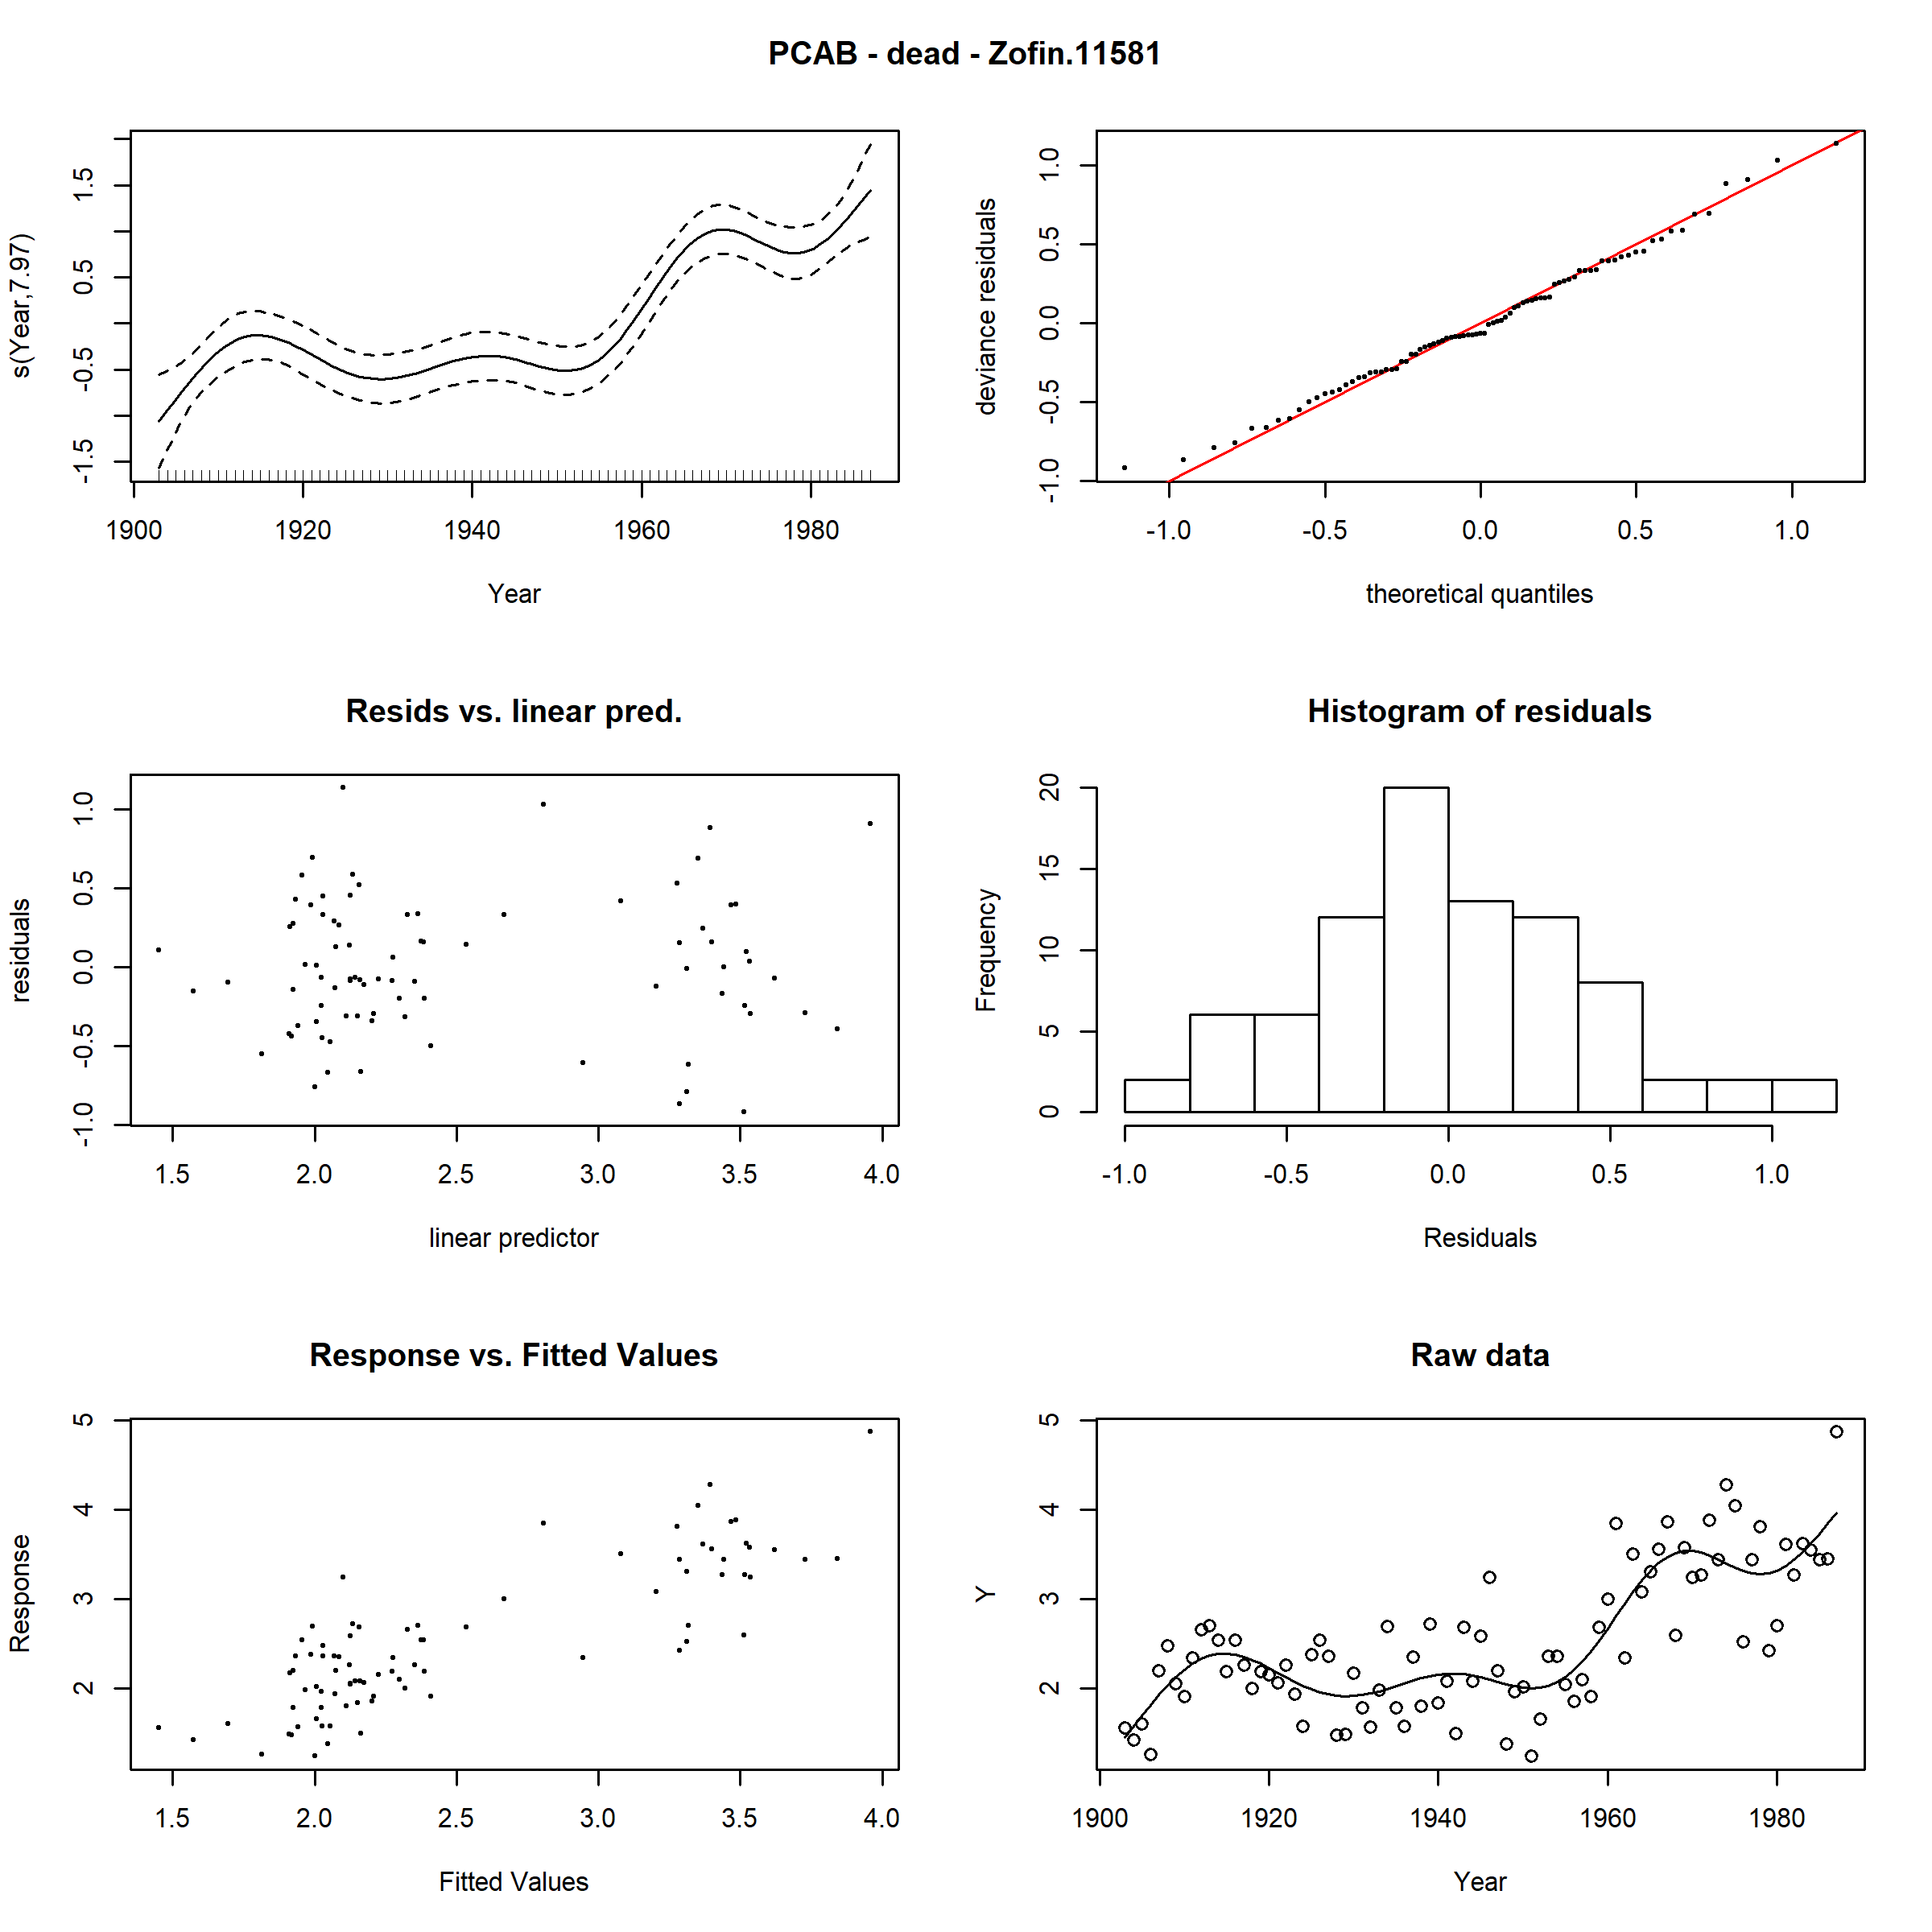 PCAB - dead - Zofin.11581
s(Year,7.97)
-1.5 -0.5 0.5 1.5
1900 1920 1940 1960 1980
Year
deviance residuals
-1.0 -0.5 0.0 0.5 1.0
-1.0 -0.5 0.0 0.5 1.0
theoretical quantiles
Resids vs. linear pred.
residuals
-1.0 -0.5 0.0 0.5 1.0
1.5 2.0 2.5 3.0 3.5 4.0
linear predictor
Histogram of residuals
Frequency
0 5 10 15 20
-1.0 -0.5 0.0 0.5 1.0
Residuals
Response vs. Fitted Values
Response
2 3 4 5
1.5 2.0 2.5 3.0 3.5 4.0
Fitted Values
Raw data
Y
2 3 4 5
1900 1920 1940 1960 1980
Year